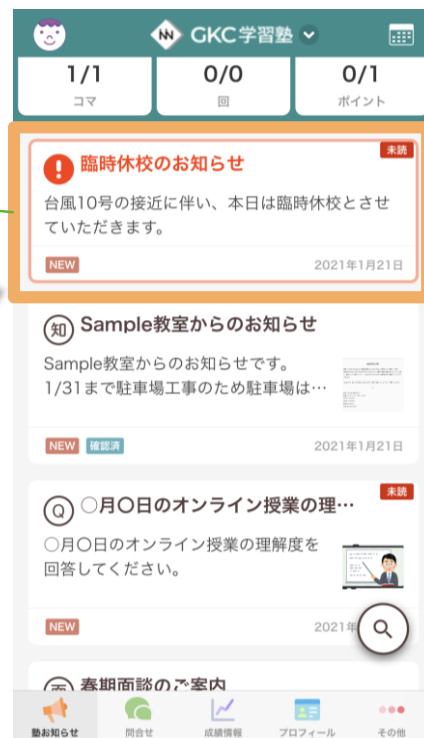 GKC学習塾
1/1
コマ
0/0
回
0/1
ポイント
未読
臨時休校のお知らせ
台風10号の接近に伴い、本日は臨時休校とさせ
ていただきます。
NEW
2021年1月21日
知 Sample教室からのお知らせ
Sample教室からのお知らせです。
1/31まで駐車場工事のため駐車場は…
NEW 確認済
2021年1月21日
未読
Q ○月〇日のオンライン授業の理…
○月〇日のオンライン授業の理解度を
回答してください。
NEW
2021年
春期面談のご案内
塾お知らせ
問合せ
成績情報
プロフィール
その他